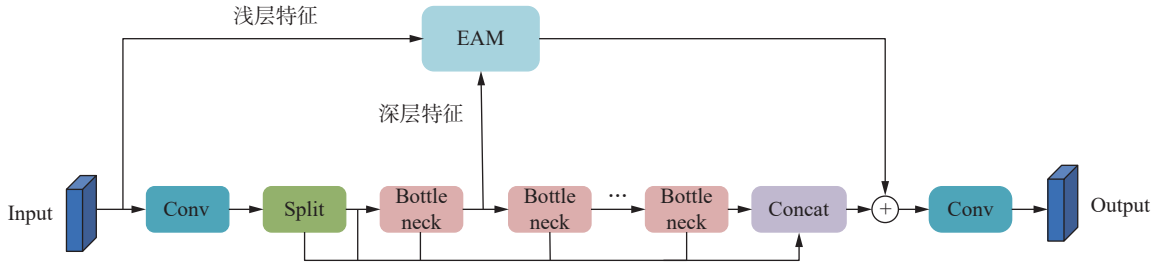 浅层特征
EAM
深层特征
Input
Conv
Split
Bottle
neck
Bottle
neck
···
Bottle
neck
Concat
+
Conv
Output